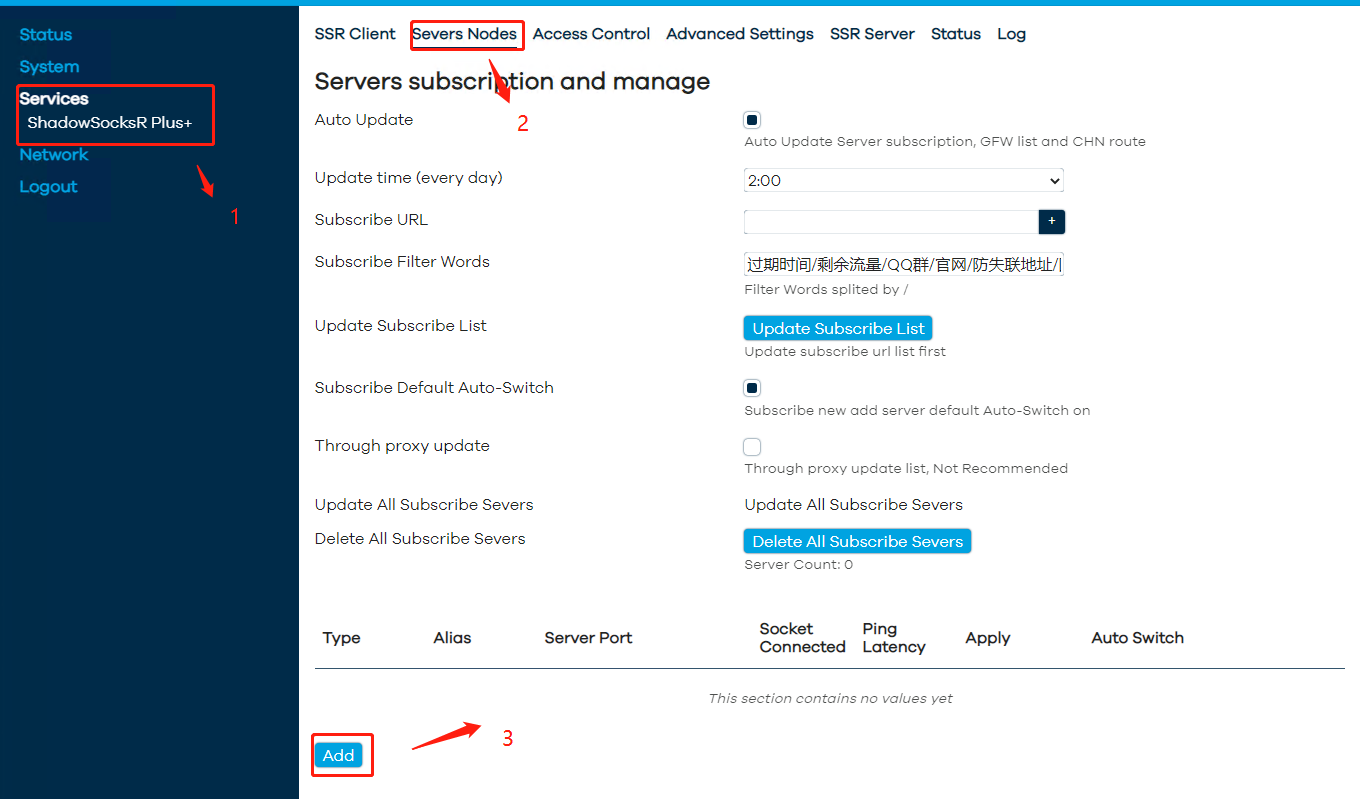 Status
System
Services
ShadowSocksR Plus+
Network
Logout
1
SSR Client Severs Nodes Access Control Advanced Settings SSR Server Status Log
2
Servers subscription and manage
Auto Update
Auto Update Server subscription, GFW list and CHN route
Update time (every day) 2:00
Subscribe URL +
Subscribe Filter Words 过期时间/剩余流量/QQ群/官网/防失联地址/
Filter Words splited by /
Update Subscribe List Update Subscribe List
Update subscribe url list first
Subscribe Default Auto-Switch
Subscribe new add server default Auto-Switch on
Through proxy update
Through proxy update list, Not Recommended
Update All Subscribe Severs Update All Subscribe Severs
Delete All Subscribe Severs Delete All Subscribe Severs
Server Count: 0
Type Alias Server Port Socket Connected Ping Latency Apply Auto Switch
This section contains no values yet
Add
3